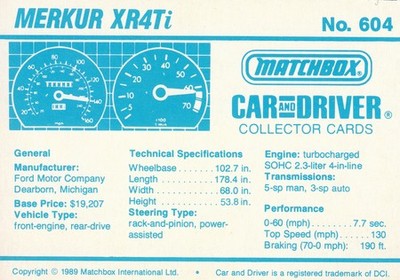 MERKUR XR4Ti
No. 604
MATCHBOX®
CAR AND DRIVER®
COLLECTOR CARDS
General
Manufacturer:
Ford Motor Company
Dearborn, Michigan
Base Price: $19,207
Vehicle Type:
front-engine, rear-drive
Technical Specifications
Wheelbase . . . . . . . . . 102.7 in.
Length . . . . . . . . . . . . 178.4 in.
Width . . . . . . . . . . . . . 68.0 in.
Height . . . . . . . . . . . . 53.8 in.
Steering Type:
rack-and-pinion, power-
assisted
Engine: turbocharged
SOHC 2.3-liter 4-in-line
Transmissions:
5-sp man, 3-sp auto
Performance
0-60 (mph) . . . . . . . . 7.7 sec.
Top Speed (mph) . . . . . 130
Braking (70-0 mph): 190 ft.
Copyright © 1989 Matchbox International Ltd. • Car and Driver is a registered trademark of DCI.